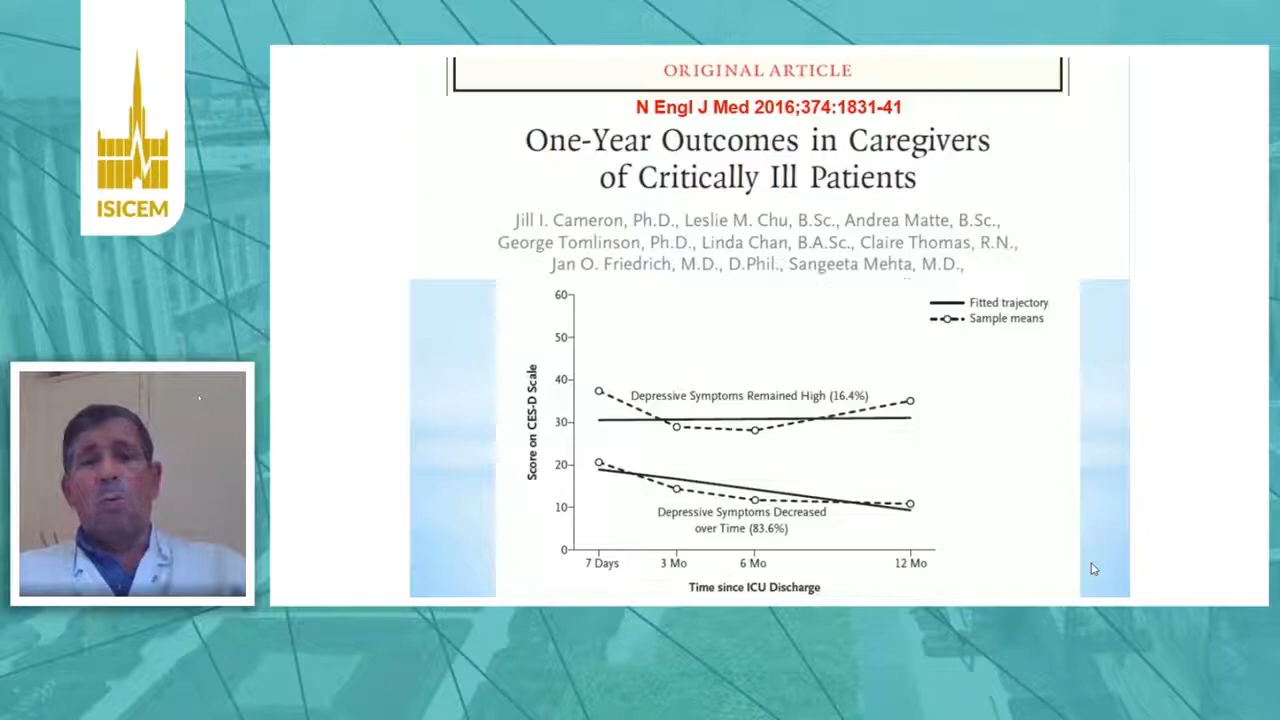 ISICEM
ORIGINAL ARTICLE
N Engl J Med 2016;374:1831-41
One-Year Outcomes in Caregivers
of Critically Ill Patients
Jill I. Cameron, Ph.D., Leslie M. Chu, B.Sc., Andrea Matte, B.Sc.,
George Tomlinson, Ph.D., Linda Chan, B.A.Sc., Claire Thomas, R.N.,
Jan O. Friedrich, M.D., D.Phil., Sangeeta Mehta, M.D.,
Fitted trajectory
Sample means
Score on CES-D Scale
60
50
40
30
20
10
0
Depressive Symptoms Remained High (16.4%)
Depressive Symptoms Decreased
over Time (83.6%)
7 Days 3 Mo 6 Mo 12 Mo
Time since ICU Discharge